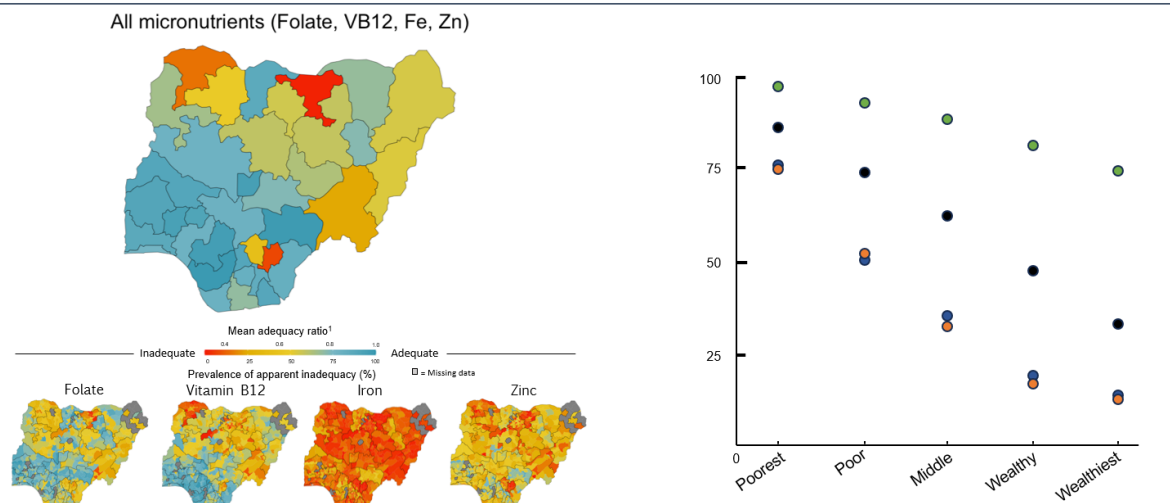 All micronutrients (Folate, VB12, Fe, Zn)
Mean adequacy ratio¹
Inadequate 0.4 0.6 0.8 1.0 Adequate
0 25 50 75 100
Prevalence of apparent inadequacy (%)
= Missing data
Folate Vitamin B12 Iron Zinc
100
75
50
25
0
Poorest Poor Middle Wealthy Wealthiest